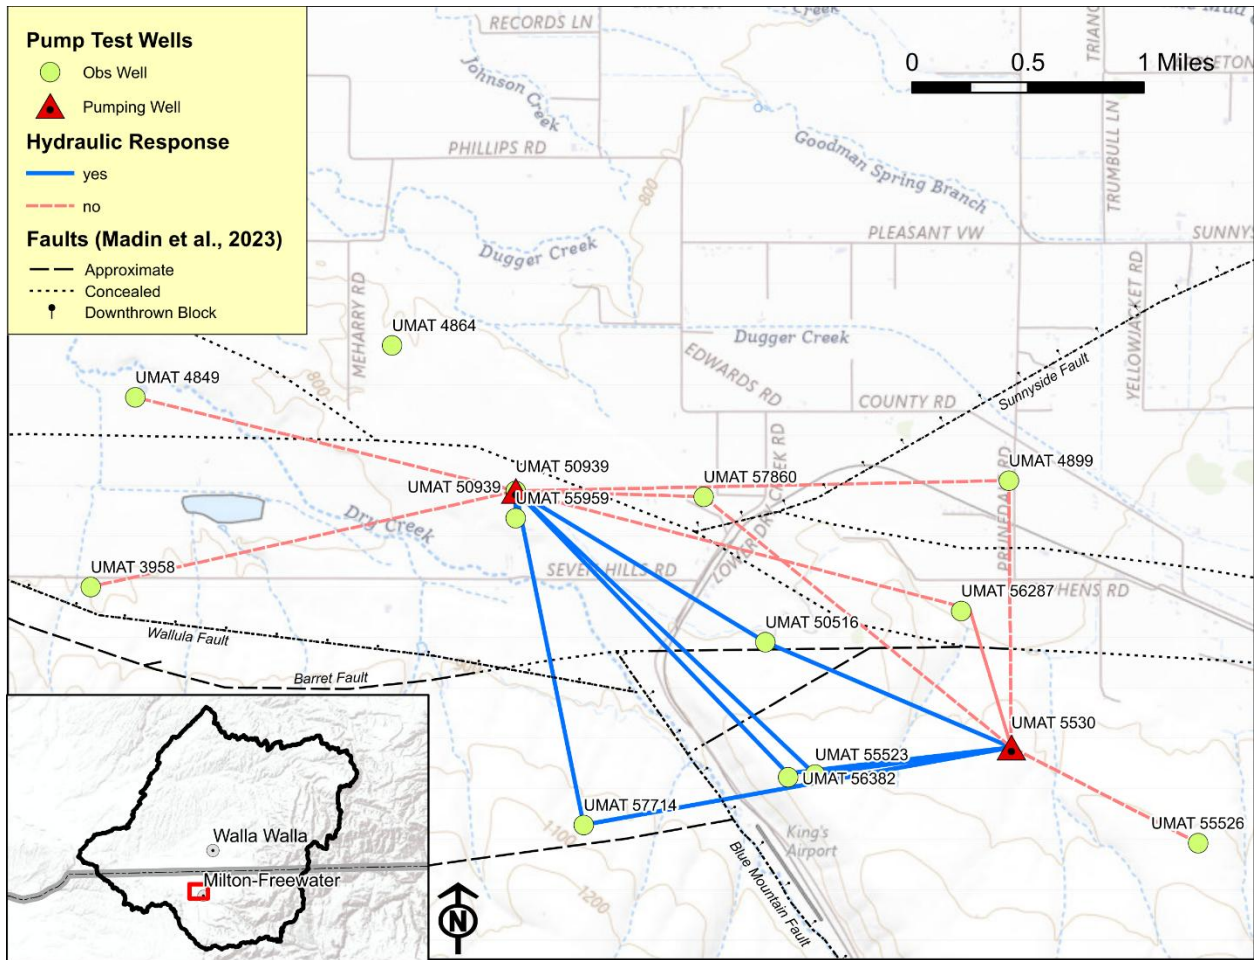 Pump Test Wells
Obs Well
Pumping Well
Hydraulic Response
yes
no
Faults (Madin et al., 2023)
Approximate
Concealed
Downthrown Block
RECORDS LN
Creek
0 0.5 1 Miles
Johnson Creek
PHILLIPS RD
Goodman Spring Branch
TRUMBULL LN
800
PLEASANT VW
SUNNYS
Dugger Creek
MEHARRY RD
YELLOWJACKET RD
UMAT 4864
Dugger Creek
EDWARDS RD
Sunnyside Fault
UMAT 4849
800
COUNTY RD
UMAT 50939
UMAT 57860
UMAT 4899
UMAT 50939
UMAT 55959
LOWER DRY CREEK RD
Dry Creek
UMAT 3958
SEVEN HILLS RD
HENS RD
UMAT 56287
UMAT 50516
Wallula Fault
Barret Fault
UMAT 5530
UMAT 55523
UMAT 56382
UMAT 57714
UMAT 55526
1100
King's
Airport
Blue Mountain Fault
1200
Walla Walla
Milton-Freewater
N